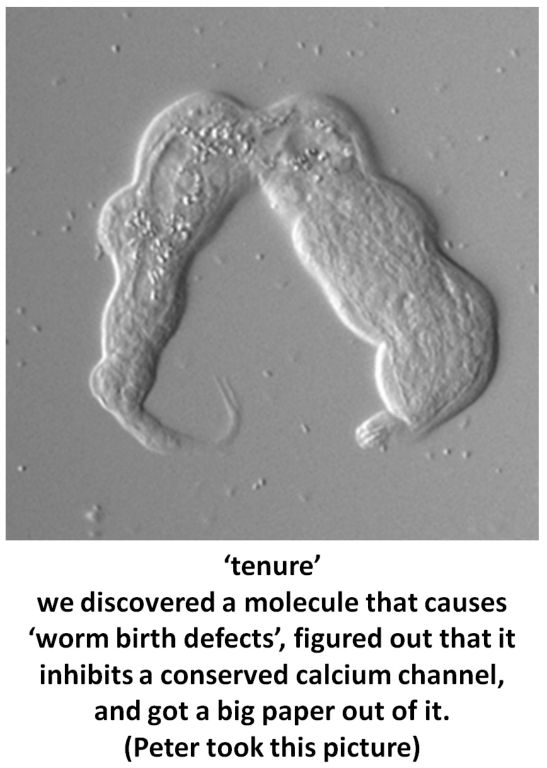 ‘tenure’
we discovered a molecule that causes
‘worm birth defects’, figured out that it
inhibits a conserved calcium channel,
and got a big paper out of it.
(Peter took this picture)